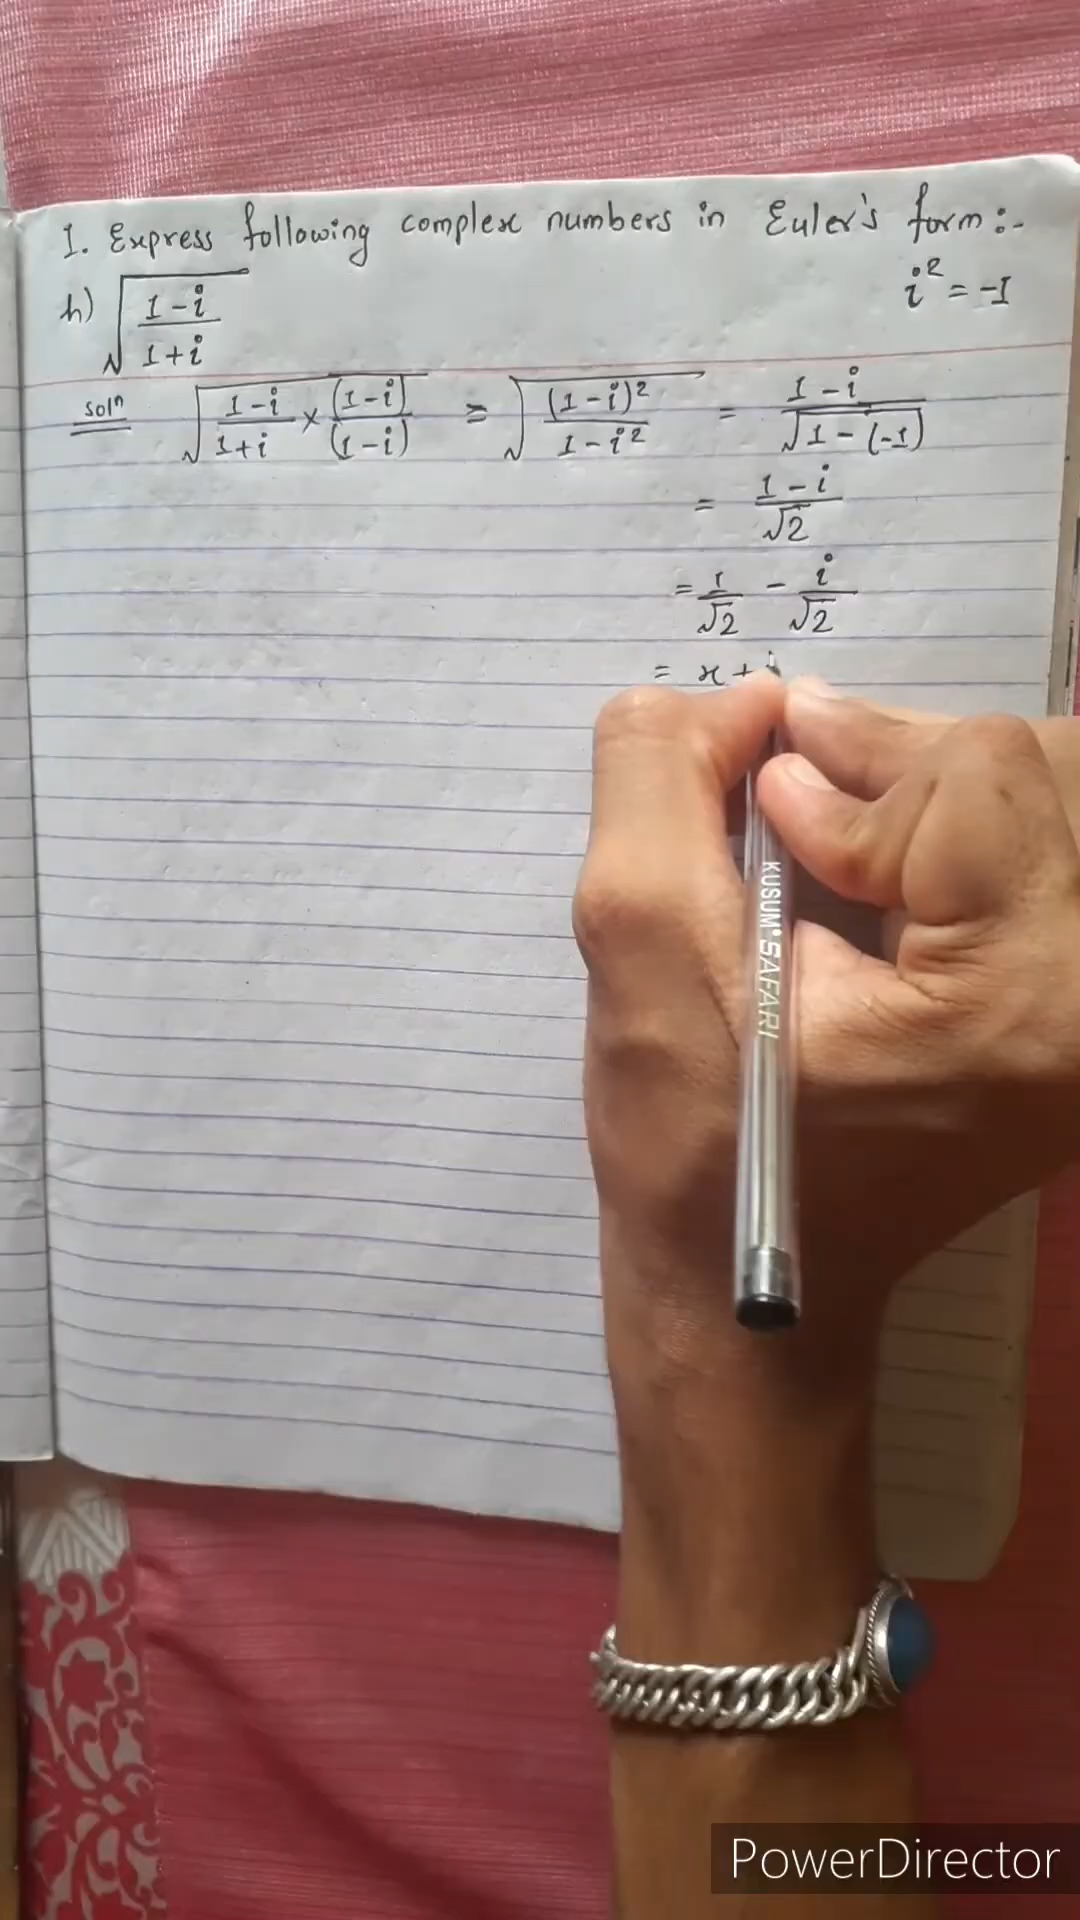 1. Express following complex numbers in Euler's form :-
h) √((1-i)/(1+i)) i² = -1
solⁿ √((1-i)/(1+i) × (1-i)/(1-i)) = √((1-i)²/(1-i²)) = (1-i)/√(1-(-1))
= (1-i)/√2
= 1/√2 - i/√2
= x +
KUSUM SAFARI
PowerDirector